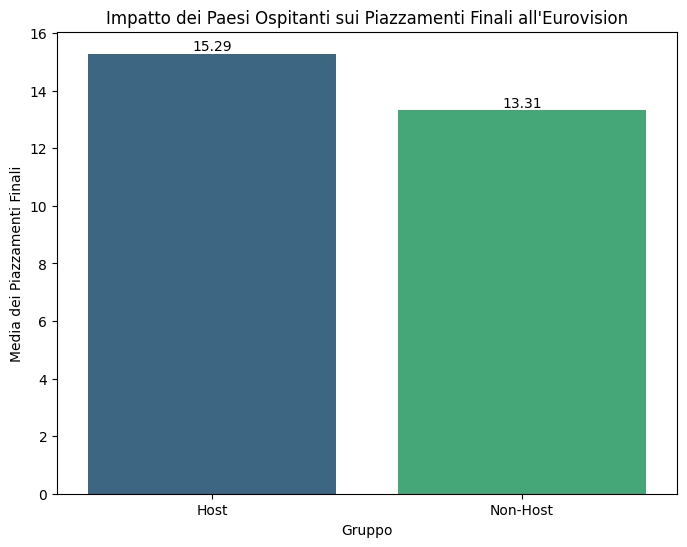 Impatto dei Paesi Ospitanti sui Piazzamenti Finali all'Eurovision
16
14
12
10
8
6
4
2
0
Media dei Piazzamenti Finali
15.29
13.31
Host
Non-Host
Gruppo